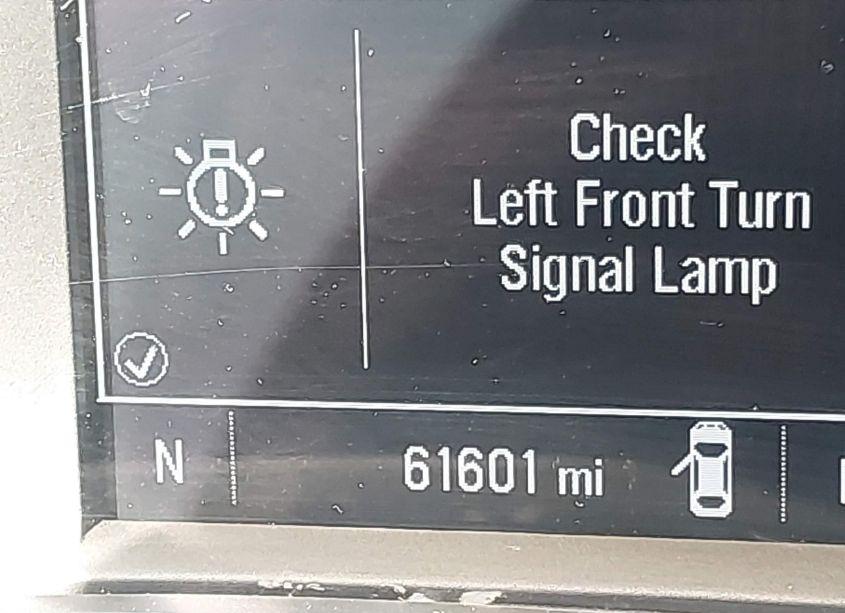 Check
Left Front Turn
Signal Lamp
N
61601 mi